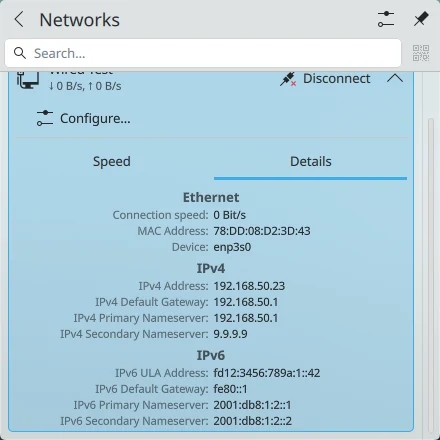 Networks
Search...
Wired Test
↓ 0 B/s, ↑ 0 B/s
Disconnect
Configure...
Speed
Details
Ethernet
Connection speed: 0 Bit/s
MAC Address: 78:DD:08:D2:3D:43
Device: enp3s0
IPv4
IPv4 Address: 192.168.50.23
IPv4 Default Gateway: 192.168.50.1
IPv4 Primary Nameserver: 192.168.50.1
IPv4 Secondary Nameserver: 9.9.9.9
IPv6
IPv6 ULA Address: fd12:3456:789a:1::42
IPv6 Default Gateway: fe80::1
IPv6 Primary Nameserver: 2001:db8:1:2::1
IPv6 Secondary Nameserver: 2001:db8:1:2::2